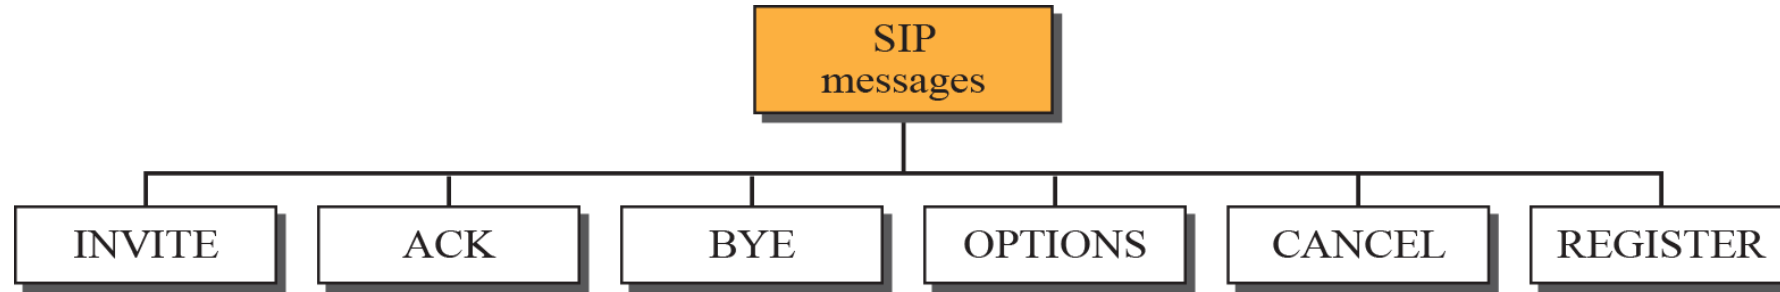 SIP
messages
INVITE
ACK
BYE
OPTIONS
CANCEL
REGISTER